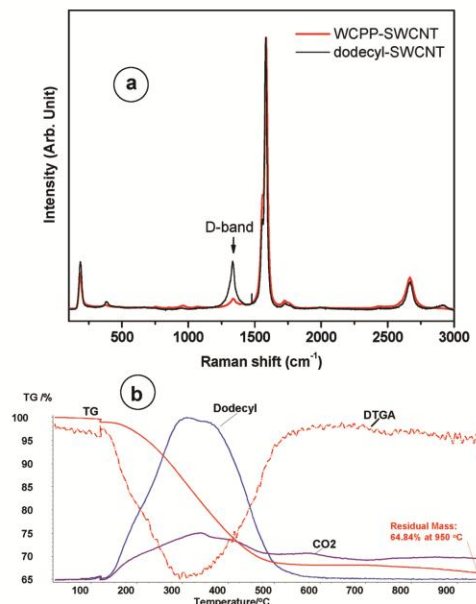 WCPP-SWCNT
dodecyl-SWCNT
a
D-band
Intensity (Arb. Unit)
500 1000 1500 2000 2500 3000
Raman shift (cm⁻¹)
b
TG /%
TG
Dodecyl
DTGA
100
95
90
85
80
75
70
65
CO2
Residual Mass:
64.84% at 950 °C
100 200 300 400 500 600 700 800 900
Temperature/°C